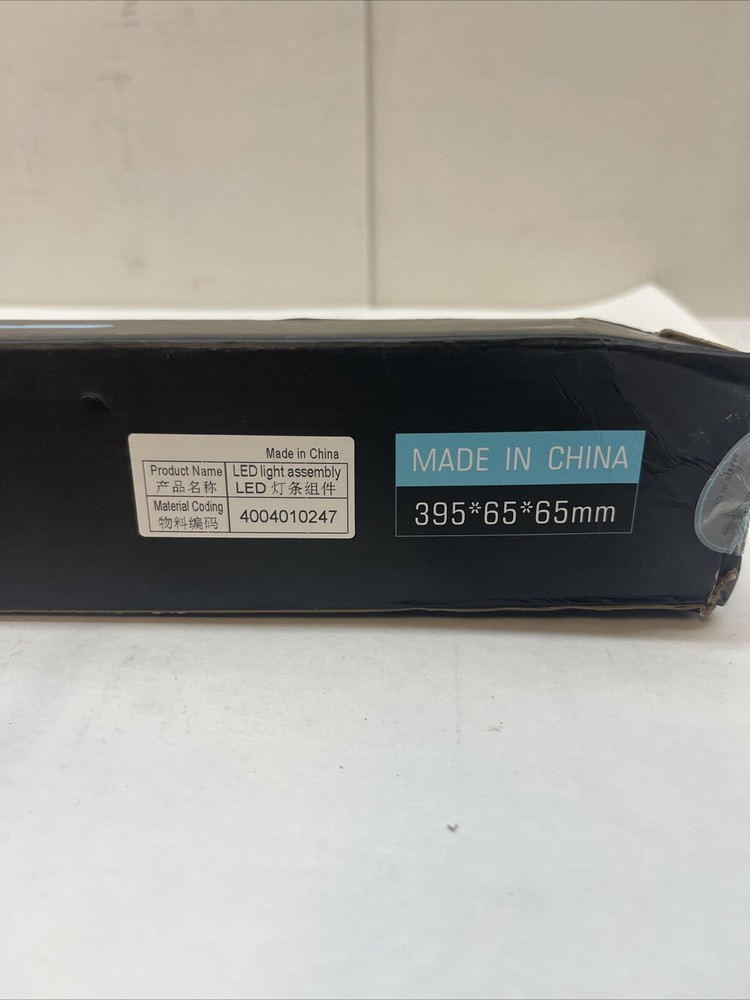 Made in China
Product Name LED light assembly
产品名称 LED 灯条组件
Material Coding
物料编码 4004010247
MADE IN CHINA
395*65*65mm